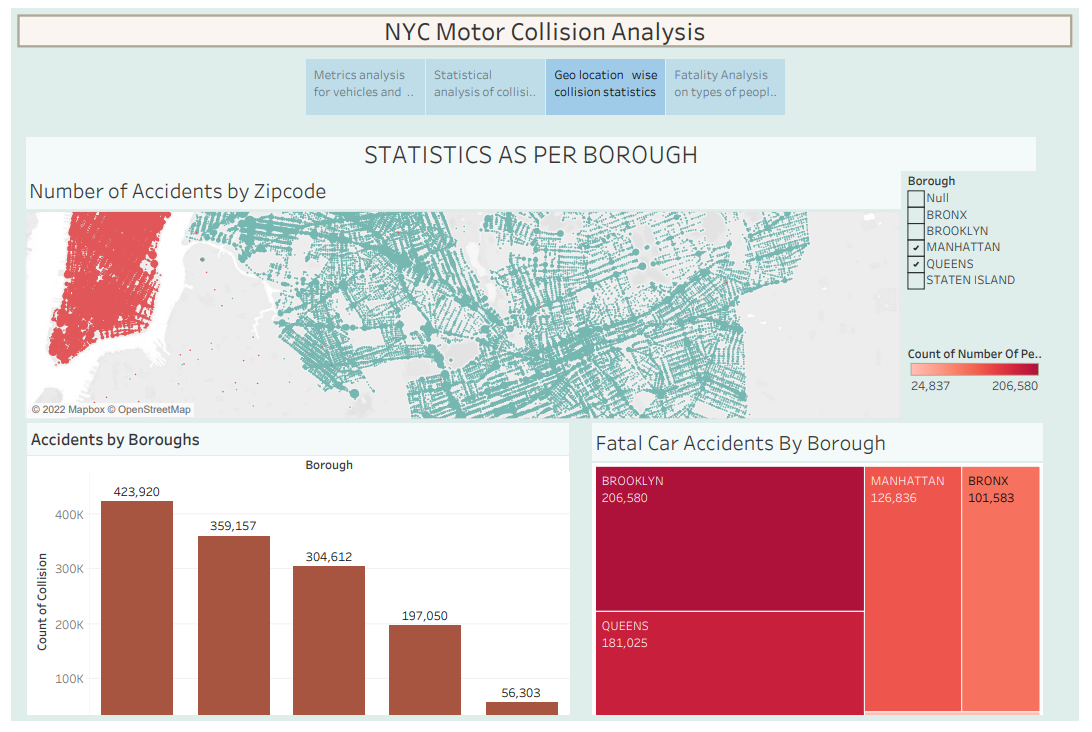 NYC Motor Collision Analysis
Metrics analysis
for vehicles and ..
Statistical
analysis of collisi..
Geo location wise
collision statistics
Fatality Analysis
on types of peopl..
STATISTICS AS PER BOROUGH
Number of Accidents by Zipcode
© 2022 Mapbox © OpenStreetMap
Borough
Null
BRONX
BROOKLYN
MANHATTAN
QUEENS
STATEN ISLAND
Count of Number Of Pe..
24,837 206,580
Accidents by Boroughs
Borough
Count of Collision
400K
300K
200K
100K
423,920
359,157
304,612
197,050
56,303
Fatal Car Accidents By Borough
BROOKLYN
206,580
QUEENS
181,025
MANHATTAN
126,836
BRONX
101,583